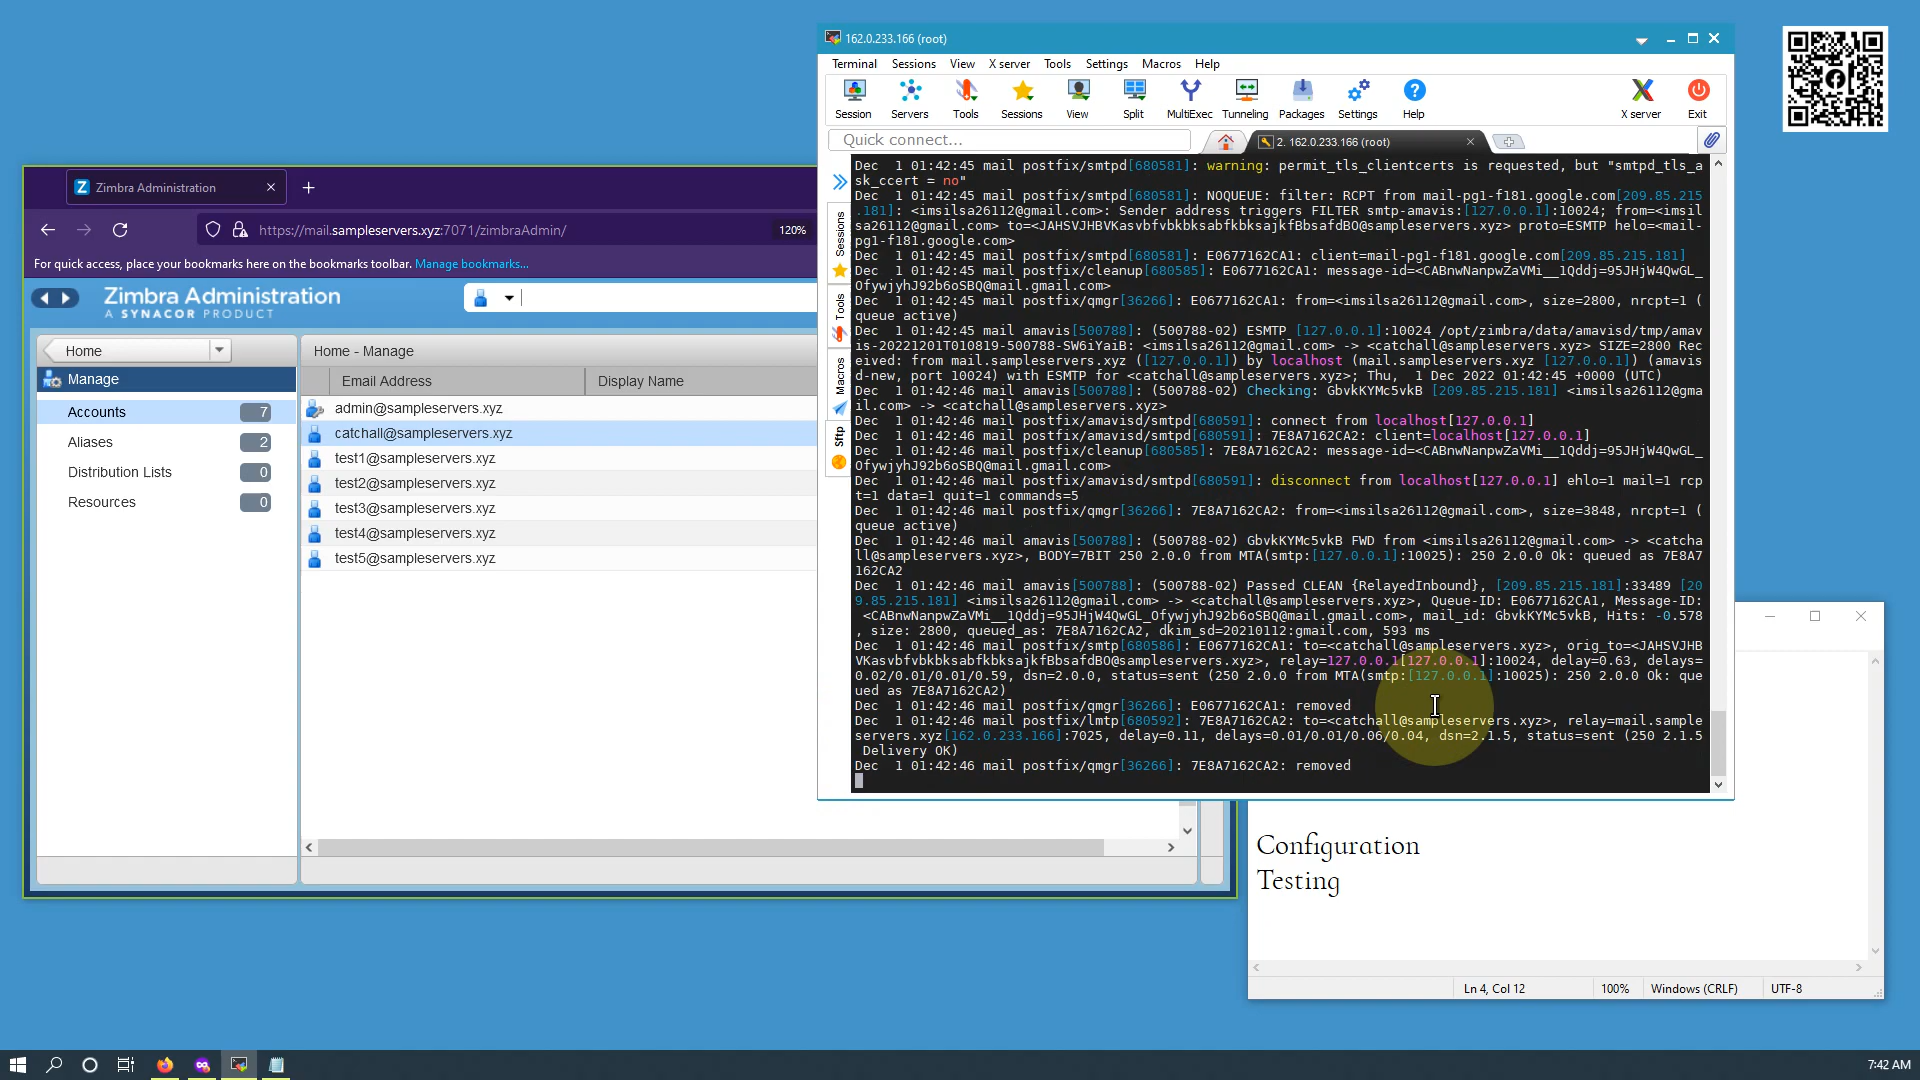 Zimbra Administration
https://mail.sampleservers.xyz:7071/zimbraAdmin/
120%
For quick access, place your bookmarks here on the bookmarks toolbar. Manage bookmarks...
Zimbra Administration
A SYNACOR PRODUCT
Home
Manage
Accounts 7
Aliases 2
Distribution Lists 0
Resources 0
Home - Manage
Email Address Display Name
admin@sampleservers.xyz
catchall@sampleservers.xyz
test1@sampleservers.xyz
test2@sampleservers.xyz
test3@sampleservers.xyz
test4@sampleservers.xyz
test5@sampleservers.xyz
162.0.233.166 (root)
Terminal Sessions View X server Tools Settings Macros Help
Session Servers Tools Sessions View Split MultiExec Tunneling Packages Settings Help X server Exit
Quick connect...
2. 162.0.233.166 (root)
Sessions
Tools
Macros
Sftp
Dec  1 01:42:45 mail postfix/smtpd[680581]: warning: permit_tls_clientcerts is requested, but "smtpd_tls_a
sk_ccert = no"
Dec  1 01:42:45 mail postfix/smtpd[680581]: NOQUEUE: filter: RCPT from mail-pg1-f181.google.com[209.85.215
.181]: <imsilsa26112@gmail.com>: Sender address triggers FILTER smtp-amavis:[127.0.0.1]:10024; from=<imsil
sa26112@gmail.com> to=<JAHSVJHBVKasvbfvbkbksabfkbksajkfBbsafdBO@sampleservers.xyz> proto=ESMTP helo=<mail-
pg1-f181.google.com>
Dec  1 01:42:45 mail postfix/smtpd[680581]: E0677162CA1: client=mail-pg1-f181.google.com[209.85.215.181]
Dec  1 01:42:45 mail postfix/cleanup[680585]: E0677162CA1: message-id=<CABnwNanpwZaVMi__1Qddj=95JHjW4QwGL_
OfywjyhJ92b6oSBQ@mail.gmail.com>
Dec  1 01:42:45 mail postfix/qmgr[36266]: E0677162CA1: from=<imsilsa26112@gmail.com>, size=2800, nrcpt=1 (
queue active)
Dec  1 01:42:45 mail amavis[500788]: (500788-02) ESMTP [127.0.0.1]:10024 /opt/zimbra/data/amavisd/tmp/amav
is-20221201T010819-500788-SW6iYaiB: <imsilsa26112@gmail.com> -> <catchall@sampleservers.xyz> SIZE=2800 Rec
eived: from mail.sampleservers.xyz ([127.0.0.1]) by localhost (mail.sampleservers.xyz [127.0.0.1]) (amavis
d-new, port 10024) with ESMTP for <catchall@sampleservers.xyz>; Thu,  1 Dec 2022 01:42:45 +0000 (UTC)
Dec  1 01:42:45 mail amavis[500788]: (500788-02) Checking: GbvkKYMc5vkB [209.85.215.181] <imsilsa26112@gma
il.com> -> <catchall@sampleservers.xyz>
Dec  1 01:42:46 mail postfix/amavisd/smtpd[680591]: connect from localhost[127.0.0.1]
Dec  1 01:42:46 mail postfix/amavisd/smtpd[680591]: 7E8A7162CA2: client=localhost[127.0.0.1]
Dec  1 01:42:46 mail postfix/cleanup[680585]: 7E8A7162CA2: message-id=<CABnwNanpwZaVMi__1Qddj=95JHjW4QwGL_
OfywjyhJ92b6oSBQ@mail.gmail.com>
Dec  1 01:42:46 mail postfix/amavisd/smtpd[680591]: disconnect from localhost[127.0.0.1] ehlo=1 mail=1 rcp
t=1 data=1 quit=1 commands=5
Dec  1 01:42:46 mail postfix/qmgr[36266]: 7E8A7162CA2: from=<imsilsa26112@gmail.com>, size=3848, nrcpt=1 (
queue active)
Dec  1 01:42:46 mail amavis[500788]: (500788-02) GbvkKYMc5vkB FWD from <imsilsa26112@gmail.com> -> <catcha
ll@sampleservers.xyz>, BODY=7BIT 250 2.0.0 from MTA(smtp:[127.0.0.1]:10025): 250 2.0.0 Ok: queued as 7E8A7
162CA2
Dec  1 01:42:46 mail amavis[500788]: (500788-02) Passed CLEAN {RelayedInbound}, [209.85.215.181]:33489 [20
9.85.215.181] <imsilsa26112@gmail.com> -> <catchall@sampleservers.xyz>, Queue-ID: E0677162CA1, Message-ID:
<CABnwNanpwZaVMi__1Qddj=95JHjW4QwGL_OfywjyhJ92b6oSBQ@mail.gmail.com>, mail_id: GbvkKYMc5vkB, Hits: -0.578
, size: 2800, queued_as: 7E8A7162CA2, dkim_sd=20210112:gmail.com, 593 ms
Dec  1 01:42:46 mail postfix/smtp[680586]: E0677162CA1: to=<catchall@sampleservers.xyz>, orig_to=<JAHSVJHB
VKasvbfvbkbksabfkbksajkfBbsafdBO@sampleservers.xyz>, relay=127.0.0.1[127.0.0.1]:10024, delay=0.63, delays=
0.02/0.01/0.01/0.59, dsn=2.0.0, status=sent (250 2.0.0 from MTA(smtp:[127.0.0.1]:10025): 250 2.0.0 Ok: que
ued as 7E8A7162CA2)
Dec  1 01:42:46 mail postfix/qmgr[36266]: E0677162CA1: removed
Dec  1 01:42:46 mail postfix/lmtp[680592]: 7E8A7162CA2: to=<catchall@sampleservers.xyz>, relay=mail.sample
servers.xyz[162.0.233.166]:7025, delay=0.11, delays=0.01/0.01/0.06/0.04, dsn=2.1.5, status=sent (250 2.1.5
Delivery OK)
Dec  1 01:42:46 mail postfix/qmgr[36266]: 7E8A7162CA2: removed
Configuration
Testing
Ln 4, Col 12 100% Windows (CRLF) UTF-8
7:42 AM